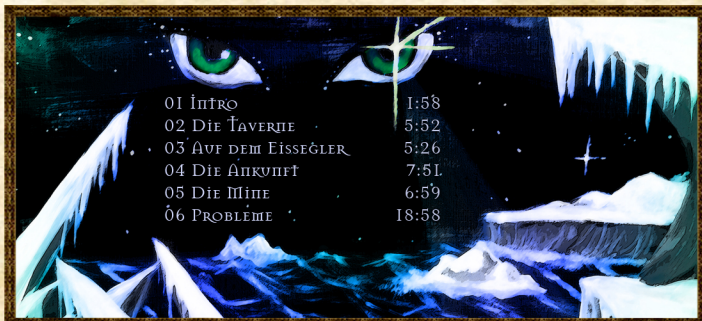 01 Intro 1:58
02 Die Taverne 5:52
03 Auf dem Eissegler 5:26
04 Die Ankunft 7:51
05 Die Mine 6:59
06 Probleme 18:58